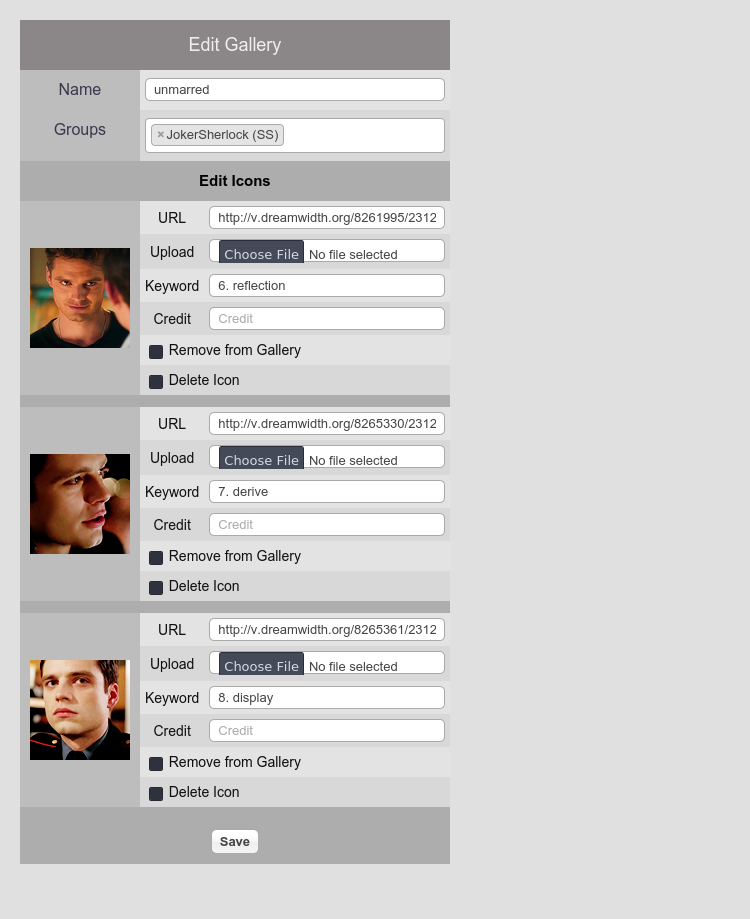 Edit Gallery
Name
unmarred
Groups
×JokerSherlock (SS)
Edit Icons
URL
http://v.dreamwidth.org/8261995/2312
Upload
Choose File No file selected
Keyword
6. reflection
Credit
Credit
Remove from Gallery
Delete Icon
URL
http://v.dreamwidth.org/8265330/2312
Upload
Choose File No file selected
Keyword
7. derive
Credit
Credit
Remove from Gallery
Delete Icon
URL
http://v.dreamwidth.org/8265361/2312
Upload
Choose File No file selected
Keyword
8. display
Credit
Credit
Remove from Gallery
Delete Icon
Save